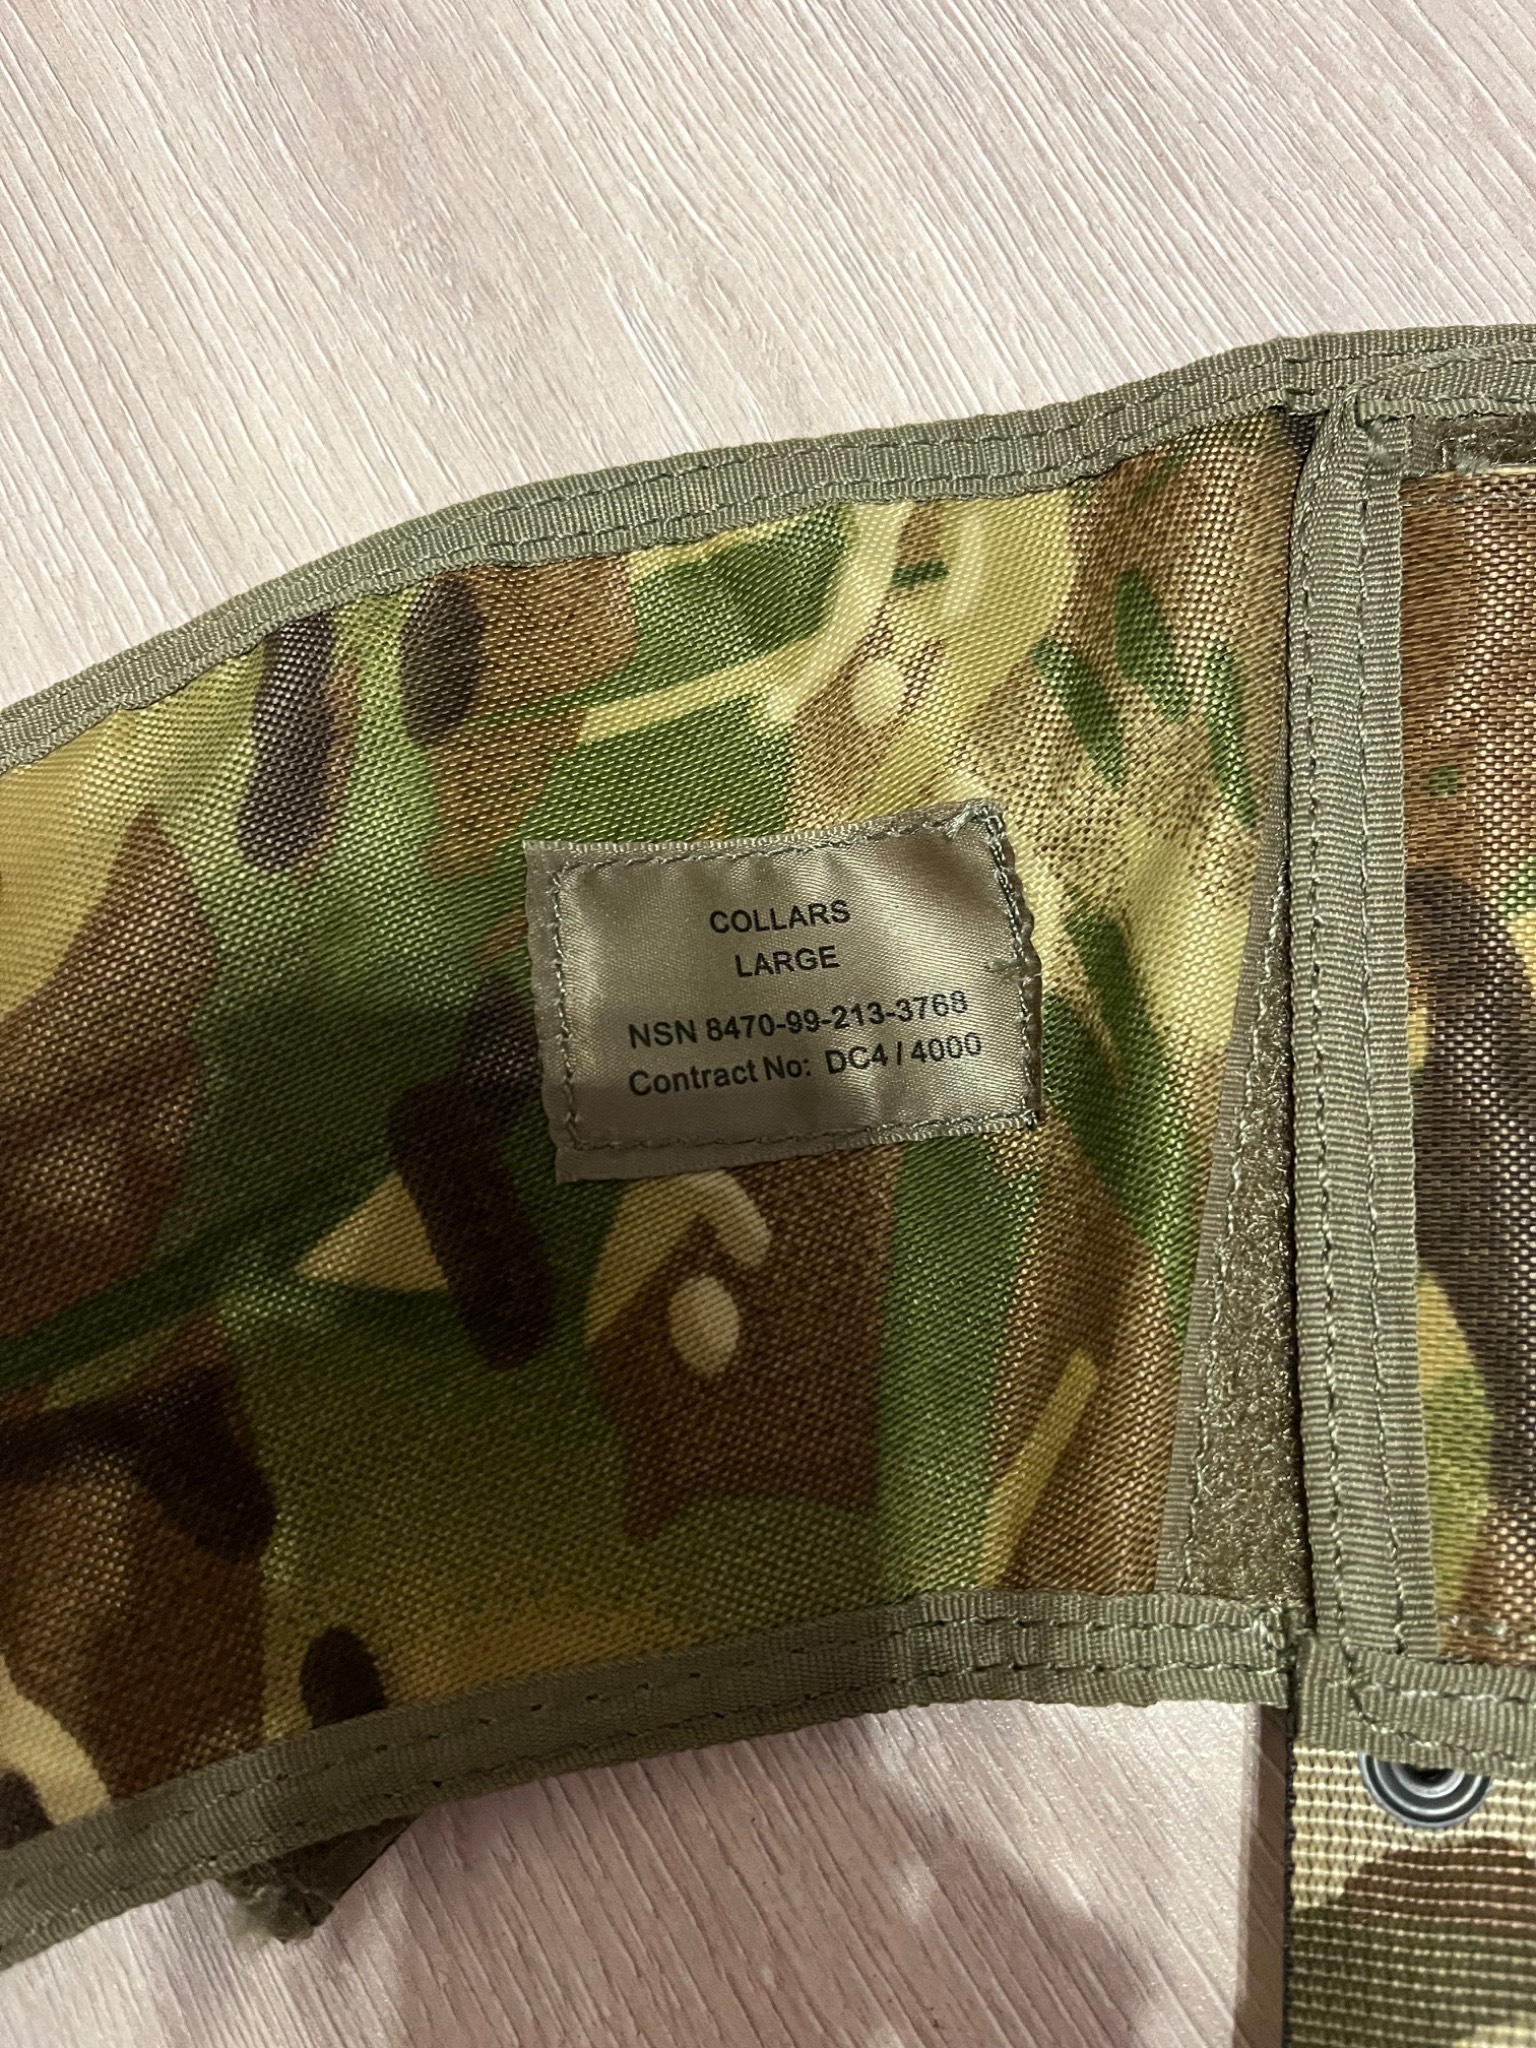 COLLARS
LARGE
NSN 8470-99-213-3768
Contract No: DC4 / 4000